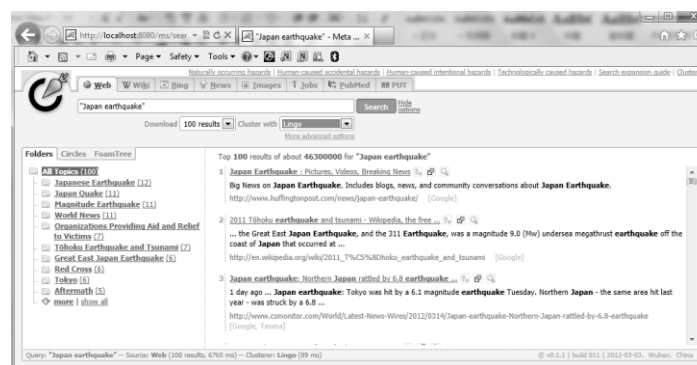 http://localhost:8080/ms/sear
"Japan earthquake" - Meta ...
Page Safety Tools
Naturally occurring hazards | Human-caused accidental hazards | Human-caused intentional hazards | Technologically caused hazards | Search expansion guide | Cluste
Web Wiki Bing News Images Jobs PubMed PUT
"Japan earthquake" Search Hide options
Download 100 results Cluster with Lingo
More advanced options
Folders Circles FoamTree
All Topics (100)
Japanese Earthquake (12)
Japan Quake (11)
Magnitude Earthquake (11)
World News (11)
Organizations Providing Aid and Relief
to Victims (7)
Tōhoku Earthquake and Tsunami (7)
Great East Japan Earthquake (6)
Red Cross (6)
Tokyo (6)
Aftermath (5)
more | show all
Top 100 results of about 46300000 for "Japan earthquake"
1 Japan Earthquake : Pictures, Videos, Breaking News
Big News on Japan Earthquake. Includes blogs, news, and community conversations about Japan Earthquake.
http://www.huffingtonpost.com/news/japan-earthquake/ [Google]
2 2011 Tōhoku earthquake and tsunami - Wikipedia, the free ...
... the Great East Japan Earthquake, and the 311 Earthquake, was a magnitude 9.0 (Mw) undersea megathrust earthquake off the
coast of Japan that occurred at ...
http://en.wikipedia.org/wiki/2011_T%C5%8Dhoku_earthquake_and_tsunami [Google]
3 Japan earthquake: Northern Japan rattled by 6.8 earthquake ...
1 day ago ... Japan earthquake: Tokyo was hit by a 6.1 magnitude earthquake Tuesday. Northern Japan - the same area hit last
year - was struck by a 6.8 ...
http://www.csmonitor.com/World/Latest-News-Wires/2012/0314/Japan-earthquake-Northern-Japan-rattled-by-6.8-earthquake
[Google, Teoma]
Query: "Japan earthquake" -- Source: Web (100 results, 6765 ms) -- Clusterer: Lingo (89 ms)
© v0.1.1 | build 011 | 2012-03-03. Wuhan. China